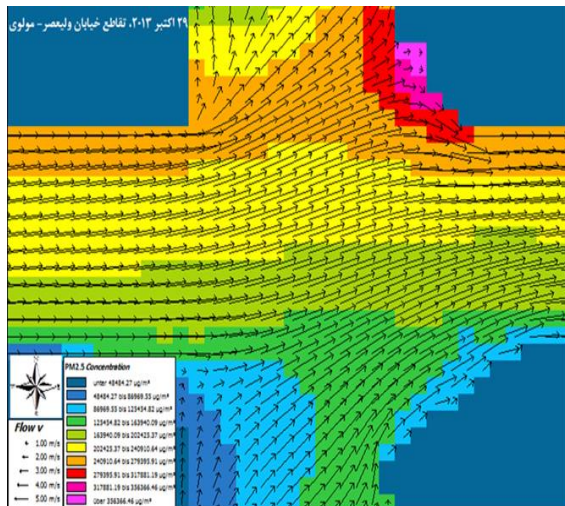 ۲۹ اکتبر ۲۰۱۳، تقاطع خیابان ولیعصر- مولوی
PM2.5 Concentration
unter 48484.27 µg/m³
48484.27 bis 86969.55 µg/m³
86969.55 bis 123454.82 µg/m³
123454.82 bis 163940.09 µg/m³
163940.09 bis 202425.37 µg/m³
202425.37 bis 240910.64 µg/m³
240910.64 bis 279395.91 µg/m³
279395.91 bis 317881.19 µg/m³
317881.19 bis 356366.46 µg/m³
über 356366.46 µg/m³
Flow v
1.00 m/s
2.00 m/s
3.00 m/s
4.00 m/s
5.00 m/s